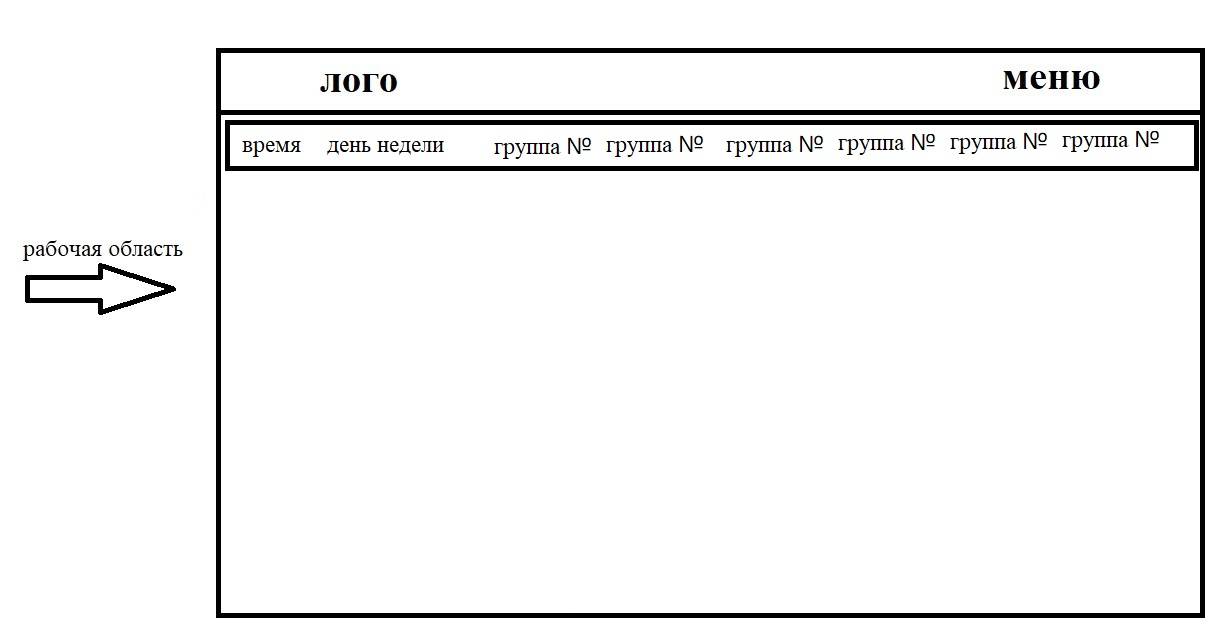 лого
меню
время день недели группа № группа № группа № группа № группа № группа №
рабочая область